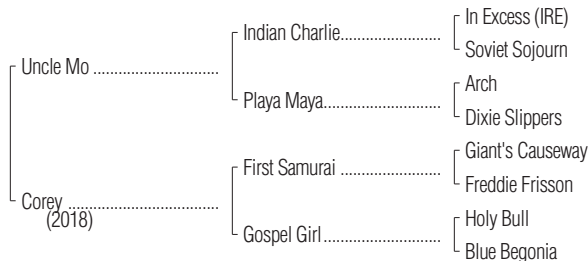 In Excess (IRE)
Indian Charlie....................
Soviet Sojourn
Uncle Mo .........................
Arch
Playa Maya.......................
Dixie Slippers
Giant's Causeway
First Samurai ....................
Freddie Frisson
Corey ..............................
(2018)
Holy Bull
Gospel Girl.......................
Blue Begonia